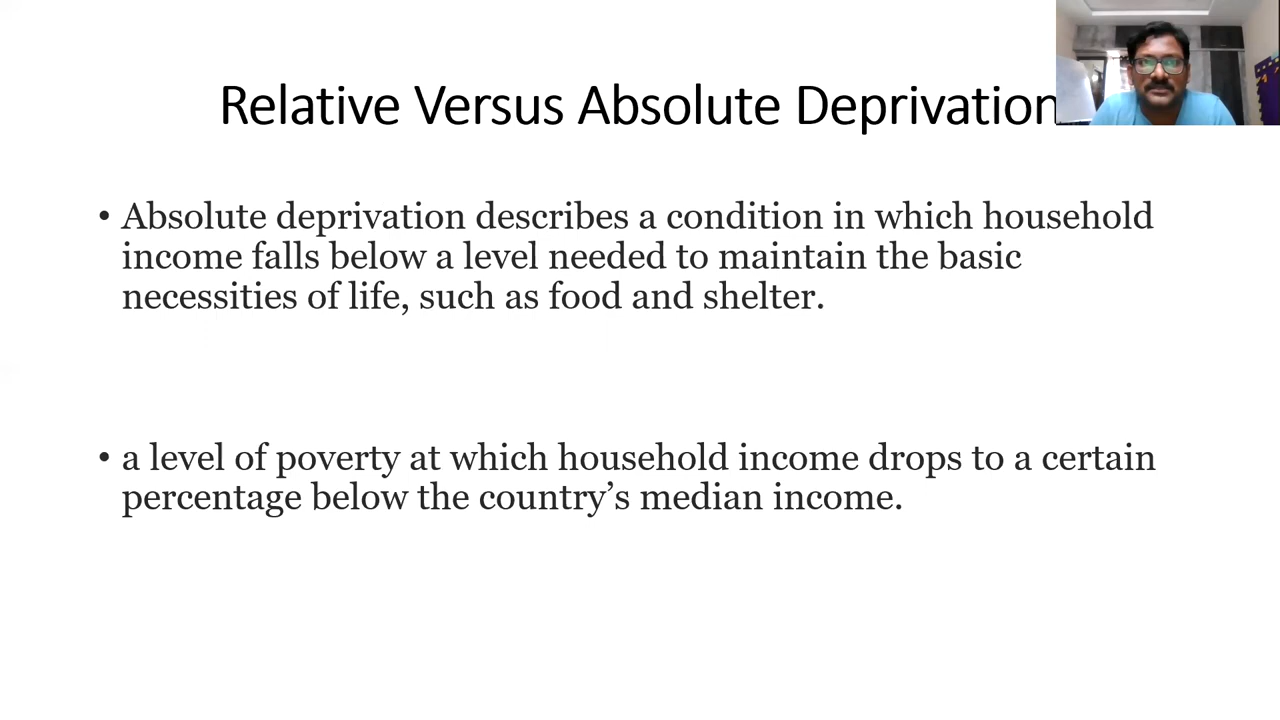 Relative Versus Absolute Deprivation
• Absolute deprivation describes a condition in which household
income falls below a level needed to maintain the basic
necessities of life, such as food and shelter.
• a level of poverty at which household income drops to a certain
percentage below the country’s median income.